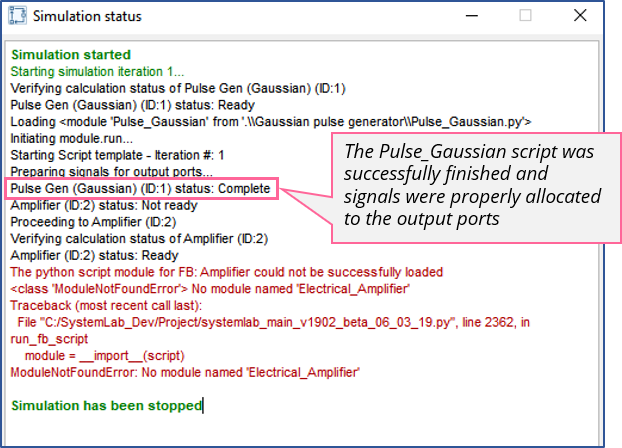 Simulation status
Simulation started
Starting simulation iteration 1...
Verifying calculation status of Pulse Gen (Gaussian) (ID:1)
Pulse Gen (Gaussian) (ID:1) status: Ready
Loading <module 'Pulse_Gaussian' from '.\\Gaussian pulse generator\\Pulse_Gaussian.py'>
Initiating module.run...
Starting Script template - Iteration #: 1
Preparing signals for output ports...
Pulse Gen (Gaussian) (ID:1) status: Complete
Amplifier (ID:2) status: Not ready
Proceeding to Amplifier (ID:2)
Verifying calculation status of Amplifier (ID:2)
Amplifier (ID:2) status: Ready
The python script module for FB: Amplifier could not be successfully loaded
<class 'ModuleNotFoundError'> No module named 'Electrical_Amplifier'
Traceback (most recent call last):
File "C:/SystemLab_Dev/Project/systemlab_main_v1902_beta_06_03_19.py", line 2362, in
run_fb_script
module = __import__(script)
ModuleNotFoundError: No module named 'Electrical_Amplifier'
Simulation has been stopped
The Pulse_Gaussian script was
successfully finished and
signals were properly allocated
to the output ports